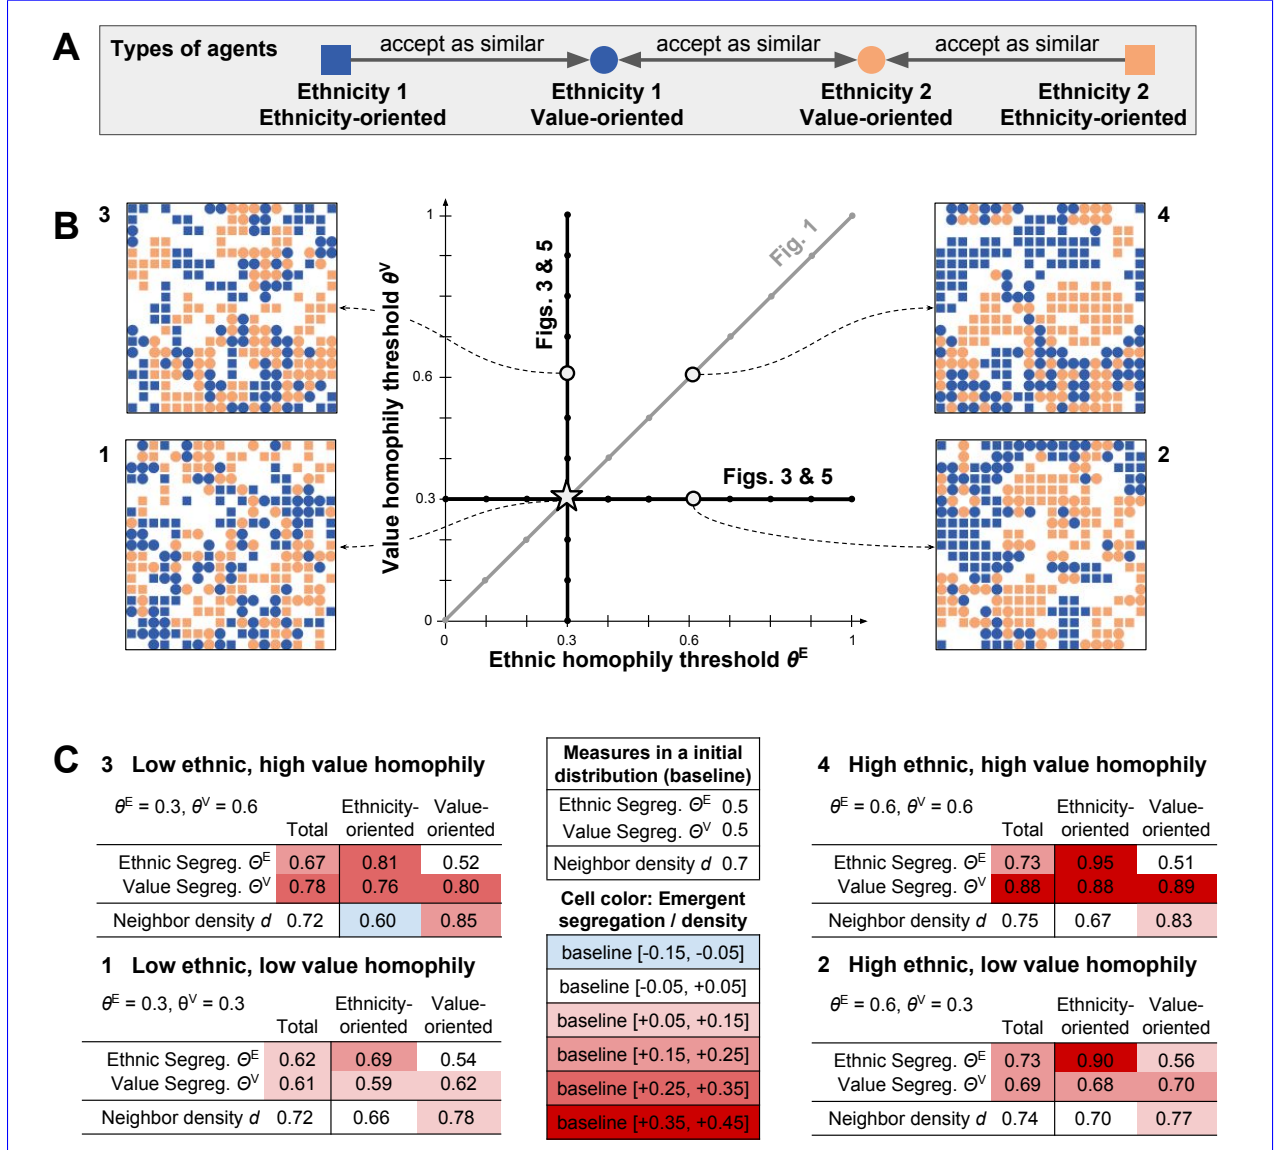 A
Types of agents
accept as similar
accept as similar
accept as similar
Ethnicity 1
Ethnicity-oriented
Ethnicity 1
Value-oriented
Ethnicity 2
Value-oriented
Ethnicity 2
Ethnicity-oriented
B
3
4
1
2
Value homophily threshold θV
1
0.6
0.3
0
0
0.3
0.6
1
Ethnic homophily threshold θE
Figs. 3 & 5
Fig. 1
Figs. 3 & 5
C
3 Low ethnic, high value homophily
θE = 0.3, θV = 0.6
Total
Ethnicity-oriented
Value-oriented
Ethnic Segreg. ΘE 0.67 0.81 0.52
Value Segreg. ΘV 0.78 0.76 0.80
Neighbor density d 0.72 0.60 0.85
1 Low ethnic, low value homophily
θE = 0.3, θV = 0.3
Total
Ethnicity-oriented
Value-oriented
Ethnic Segreg. ΘE 0.62 0.69 0.54
Value Segreg. ΘV 0.61 0.59 0.62
Neighbor density d 0.72 0.66 0.78
Measures in a initial
distribution (baseline)
Ethnic Segreg. ΘE 0.5
Value Segreg. ΘV 0.5
Neighbor density d 0.7
Cell color: Emergent
segregation / density
baseline [-0.15, -0.05]
baseline [-0.05, +0.05]
baseline [+0.05, +0.15]
baseline [+0.15, +0.25]
baseline [+0.25, +0.35]
baseline [+0.35, +0.45]
4 High ethnic, high value homophily
θE = 0.6, θV = 0.6
Total
Ethnicity-oriented
Value-oriented
Ethnic Segreg. ΘE 0.73 0.95 0.51
Value Segreg. ΘV 0.88 0.88 0.89
Neighbor density d 0.75 0.67 0.83
2 High ethnic, low value homophily
θE = 0.6, θV = 0.3
Total
Ethnicity-oriented
Value-oriented
Ethnic Segreg. ΘE 0.73 0.90 0.56
Value Segreg. ΘV 0.69 0.68 0.70
Neighbor density d 0.74 0.70 0.77